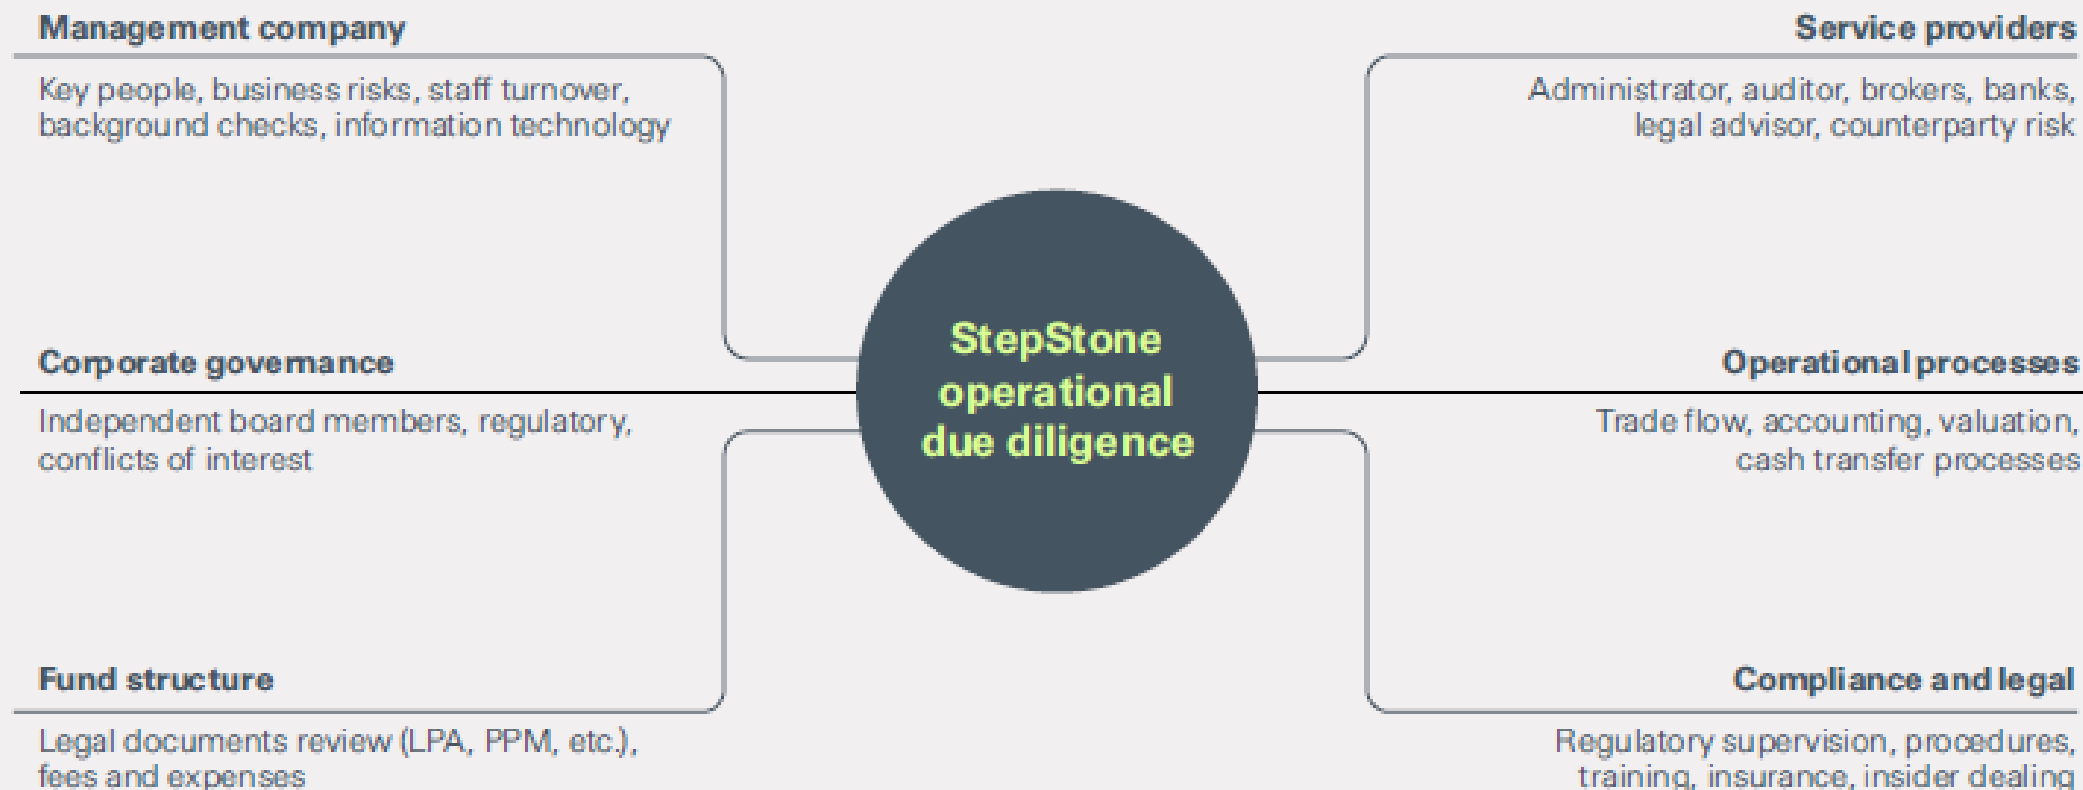 Management company
Key people, business risks, staff turnover,
background checks, information technology
Corporate governance
Independent board members, regulatory,
conflicts of interest
Fund structure
Legal documents review (LPA, PPM, etc.),
fees and expenses
StepStone
operational
due diligence
Service providers
Administrator, auditor, brokers, banks,
legal advisor, counterparty risk
Operational processes
Trade flow, accounting, valuation,
cash transfer processes
Compliance and legal
Regulatory supervision, procedures,
training, insurance, insider dealing